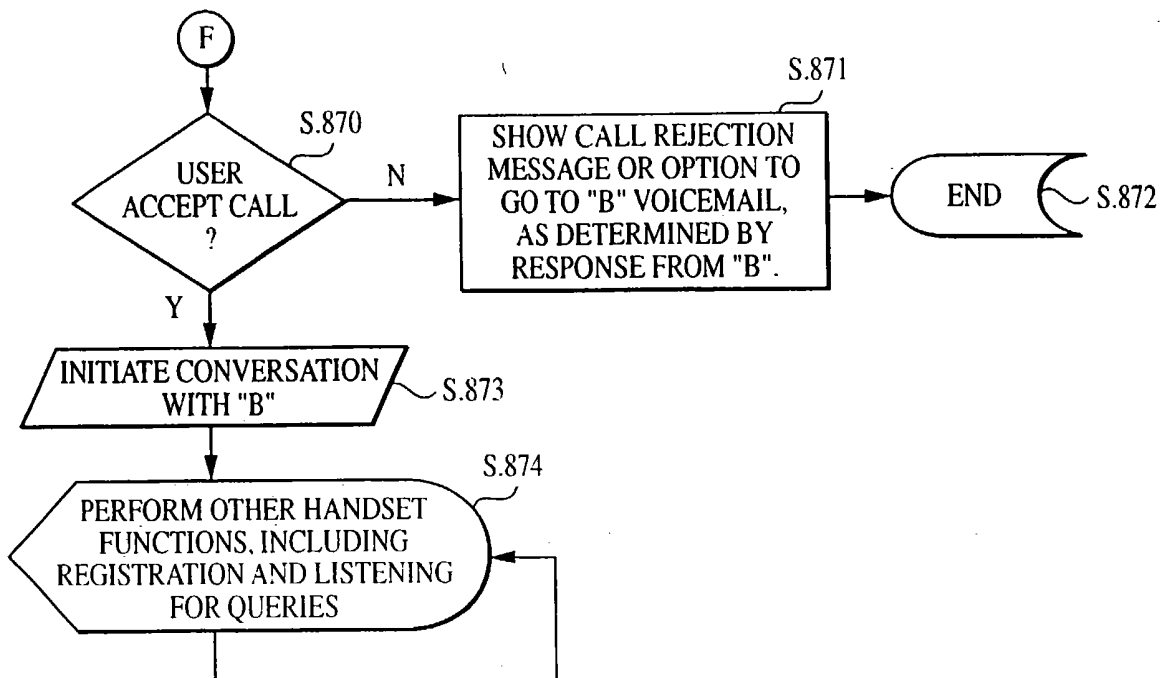 F
S.870
USER
ACCEPT CALL
?
N
Y
S.871
SHOW CALL REJECTION
MESSAGE OR OPTION TO
GO TO "B" VOICEMAIL,
AS DETERMINED BY
RESPONSE FROM "B".
END
S.872
INITIATE CONVERSATION
WITH "B"
S.873
S.874
PERFORM OTHER HANDSET
FUNCTIONS, INCLUDING
REGISTRATION AND LISTENING
FOR QUERIES